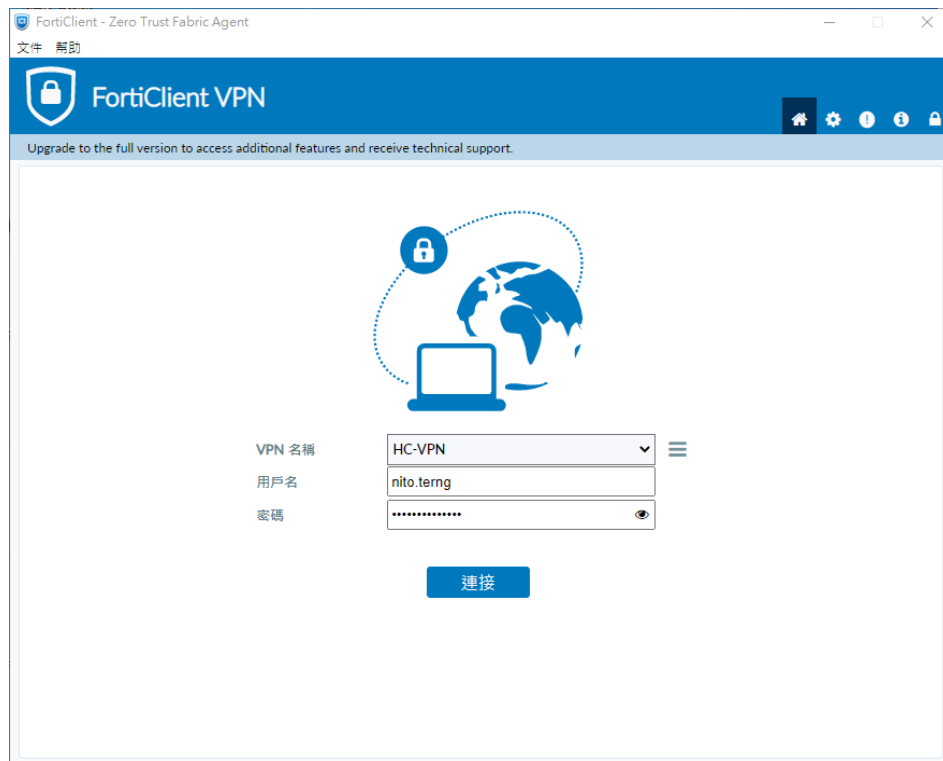 FortiClient - Zero Trust Fabric Agent
文件 幫助
FortiClient VPN
Upgrade to the full version to access additional features and receive technical support.
VPN 名稱 HC-VPN
用戶名 nito.terng
密碼 ••••••••••••••
連接